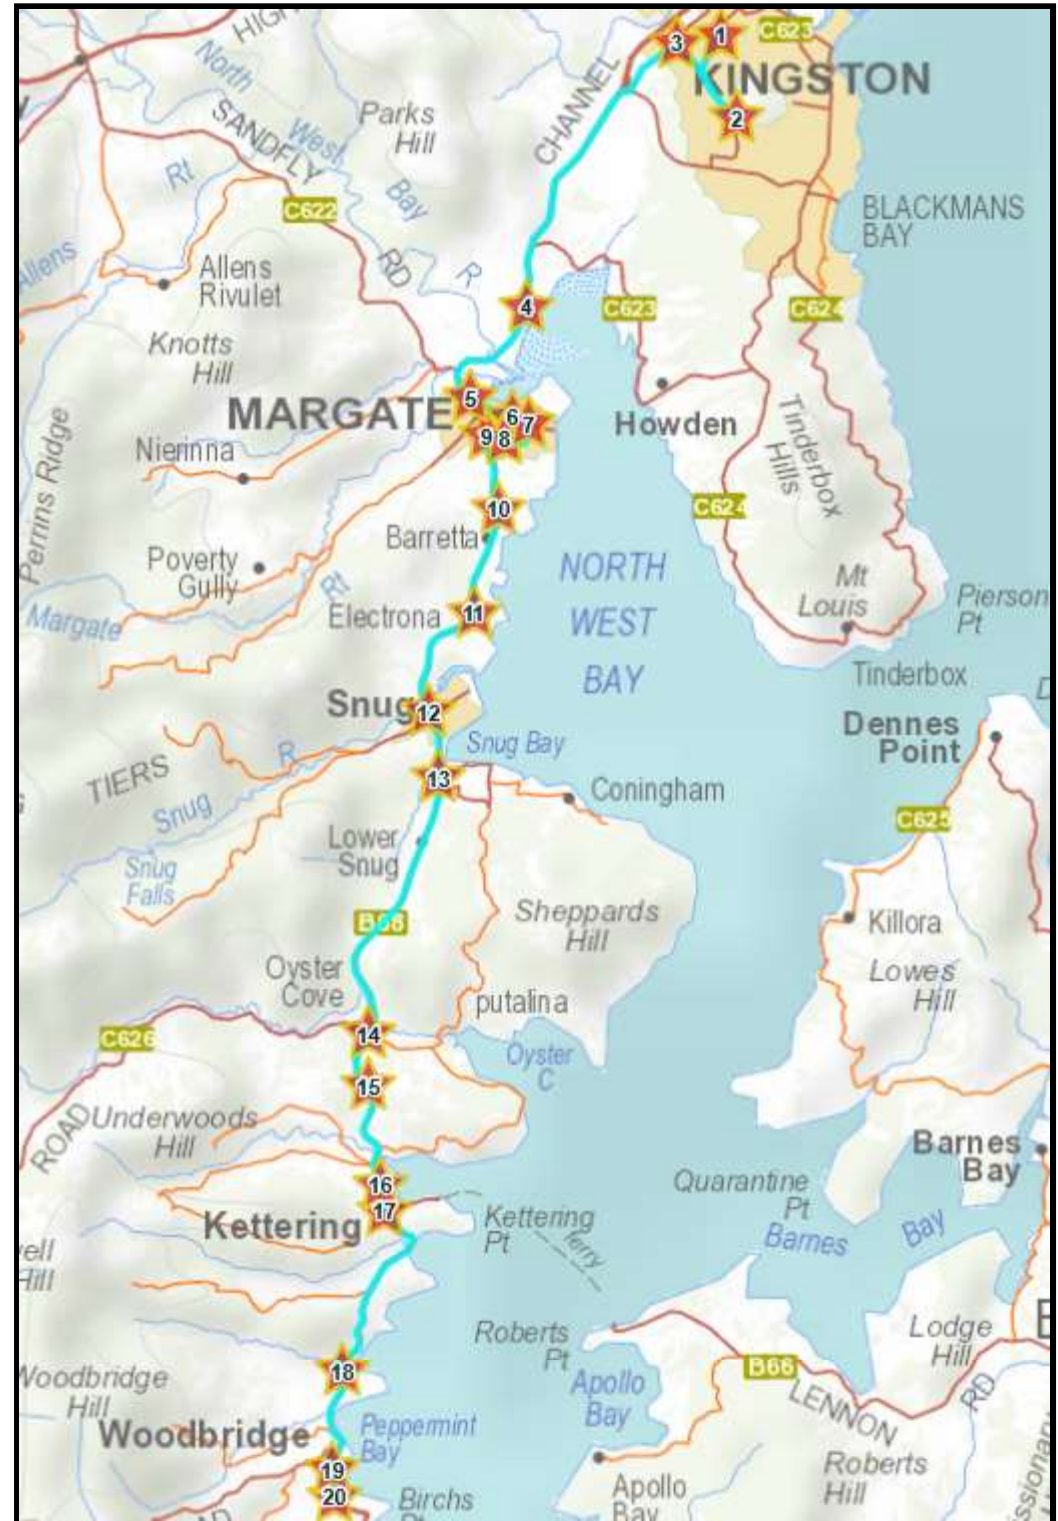 HIGH
C623
3
1
KINGSTON
2
North
West
Bay
R
Parks
Hill
CHANNEL
SANDFLY
RD
Rt
C622
BLACKMANS
BAY
Allens
Allens
Rivulet
4
C623
C624
Knotts
Hill
MARGATE
5
6
7
9
8
Howden
Tinderbox
Hills
Nierinna
Perrins Ridge
10
C624
Barretta
Poverty
Gully
NORTH
WEST
BAY
Mt
Louis
Pierson
Pt
Rt
Margate
Electrona
11
Tinderbox
Snug
12
Dennes
Point
D
Snug Bay
R
TIERS
13
Coningham
Snug
C625
Lower
Snug
Snug
Falls
B68
Sheppards
Hill
Killora
Oyster
Cove
Lowes
Hill
putalina
C626
14
Oyster
C
15
ROAD
Underwoods
Hill
Barnes
Bay
16
Quarantine
Pt
17
Kettering
Kettering
Pt
ferry
Barnes
Bay
ell
Hill
Roberts
Pt
Lodge
Hill
18
B66
Woodbridge
Hill
Apollo
Bay
LENNON
RD
Woodbridge
Peppermint
Bay
19
Roberts
Hill
20
Birchs
Pt
Apollo
Bay
issionary
AD